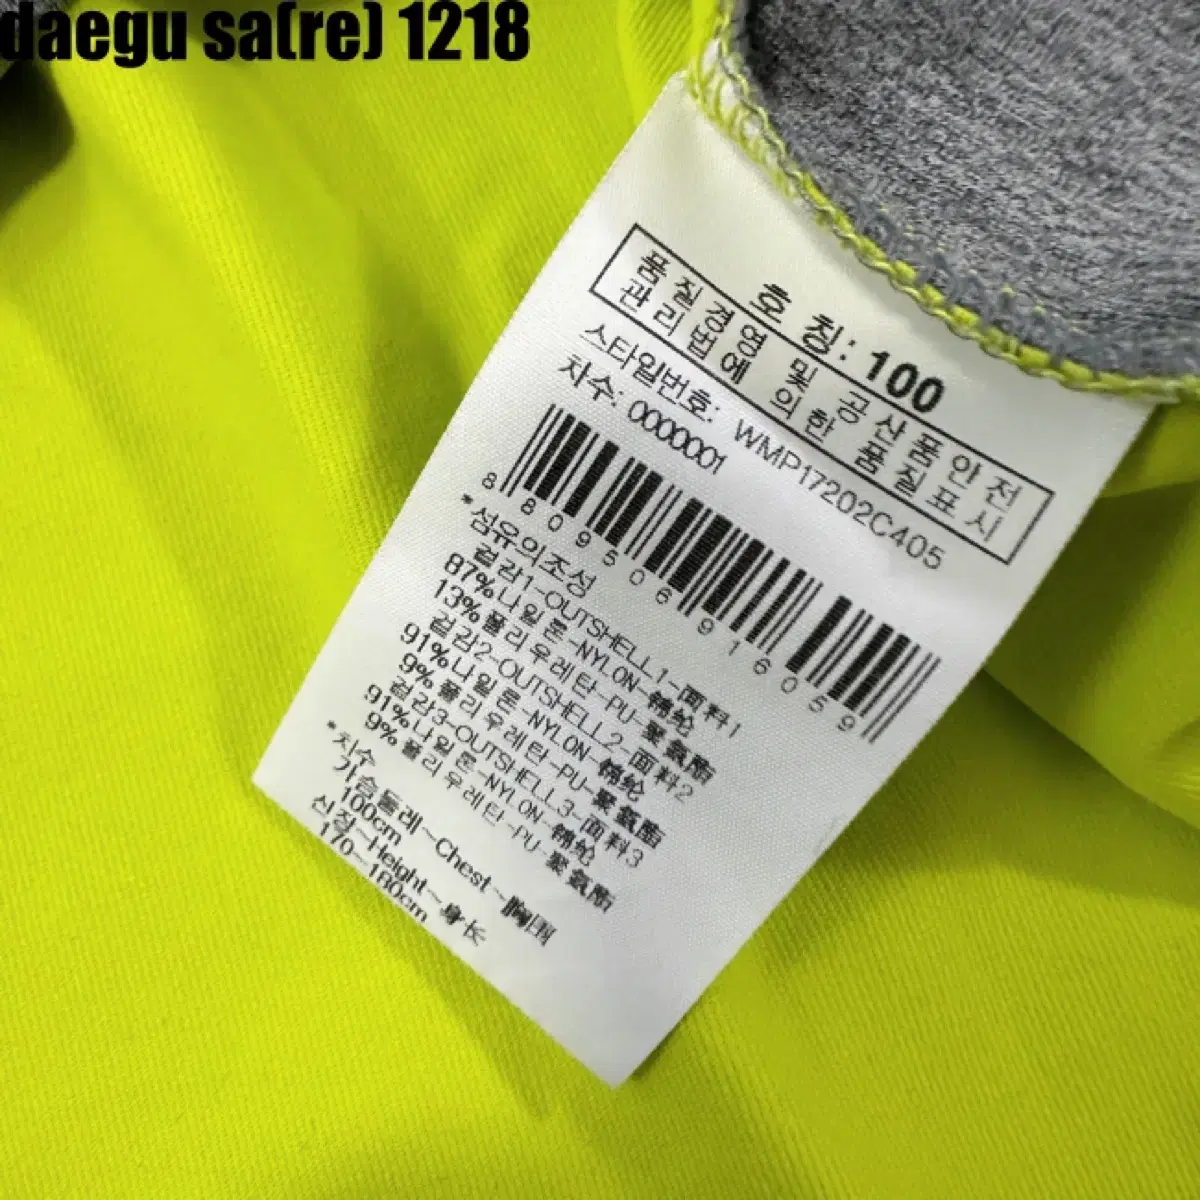 daegu sa(re) 1218
호 칭: 100
품질경영 및 공산품안전
관리법에 의한 품질표시
스타일번호: WMP17202C405
차수: 0000001
8 809506 916059
*섬유의조성
겉감1-OUTSHELL1-面料1
87%나일론-NYLON-锦纶
13%폴리우레탄-PU-聚氨酯
겉감2-OUTSHELL2-面料2
91%나일론-NYLON-锦纶
9%폴리우레탄-PU-聚氨酯
겉감3-OUTSHELL3-面料3
91%나일론-NYLON-锦纶
9%폴리우레탄-PU-聚氨酯
*치수
가슴둘레~Chest~胸围
100cm
신장~Height~身长
170~180cm